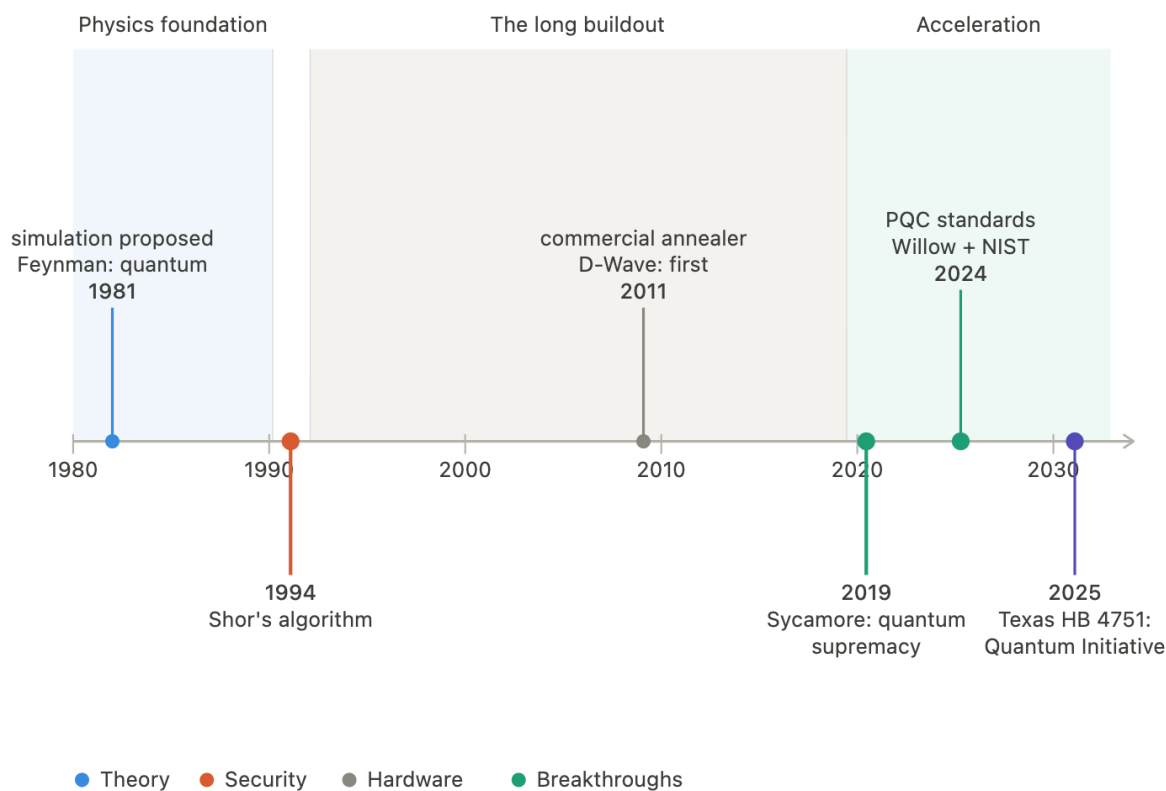 Physics foundation
The long buildout
Acceleration
simulation proposed
Feynman: quantum
1981
commercial annealer
D-Wave: first
2011
PQC standards
Willow + NIST
2024
1980
1990
2000
2010
2020
2030
1994
Shor's algorithm
2019
Sycamore: quantum
supremacy
2025
Texas HB 4751:
Quantum Initiative
Theory
Security
Hardware
Breakthroughs